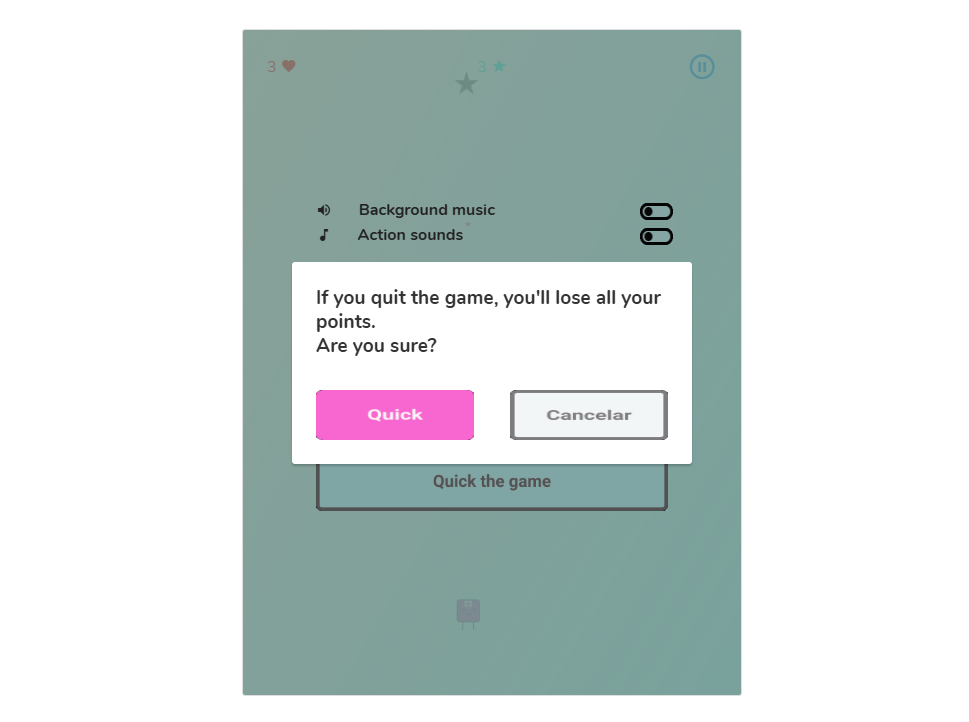 3 3
Background music
Action sounds
If you quit the game, you'll lose all your
points.
Are you sure?
Quick Cancelar
Quick the game